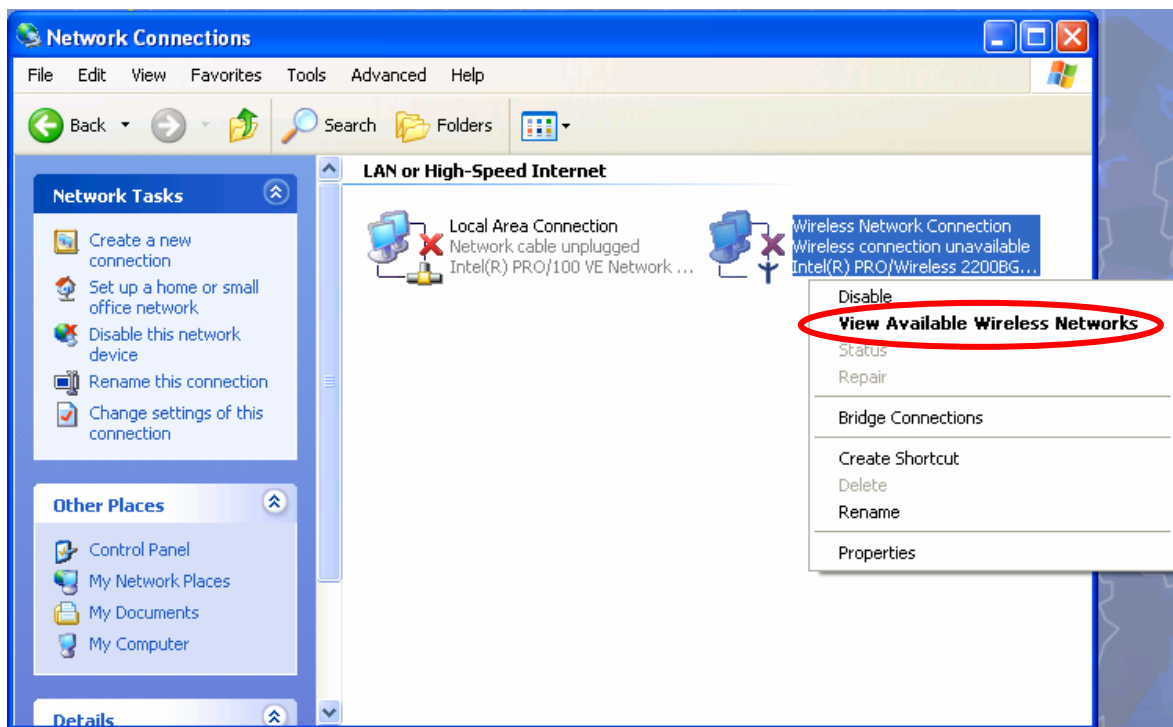 Network Connections
File Edit View Favorites Tools Advanced Help
Back Search Folders
Network Tasks
Create a new
connection
Set up a home or small
office network
Disable this network
device
Rename this connection
Change settings of this
connection
Other Places
Control Panel
My Network Places
My Documents
My Computer
Details
LAN or High-Speed Internet
Local Area Connection
Network cable unplugged
Intel(R) PRO/100 VE Network ...
Wireless Network Connection
Wireless connection unavailable
Intel(R) PRO/Wireless 2200BG...
Disable
View Available Wireless Networks
Status
Repair
Bridge Connections
Create Shortcut
Delete
Rename
Properties